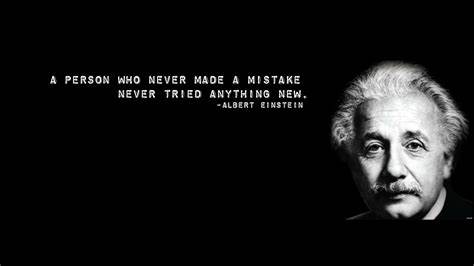 A PERSON WHO NEVER MADE A MISTAKE
NEVER TRIED ANYTHING NEW.
-ALBERT EINSTEIN